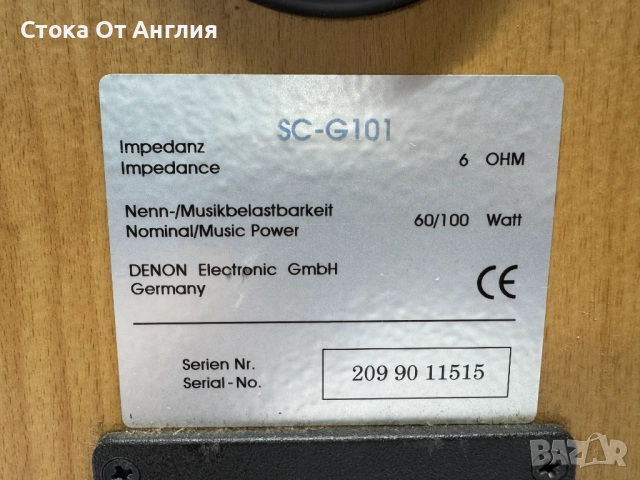 Стока От Англия
SC-G101
Impedanz
Impedance
6 OHM
Nenn-/Musikbelastbarkeit
Nominal/Music Power
60/100 Watt
DENON Electronic GmbH
Germany
CE
Serien Nr.
Serial-No.
209 90 11515
BAZAR